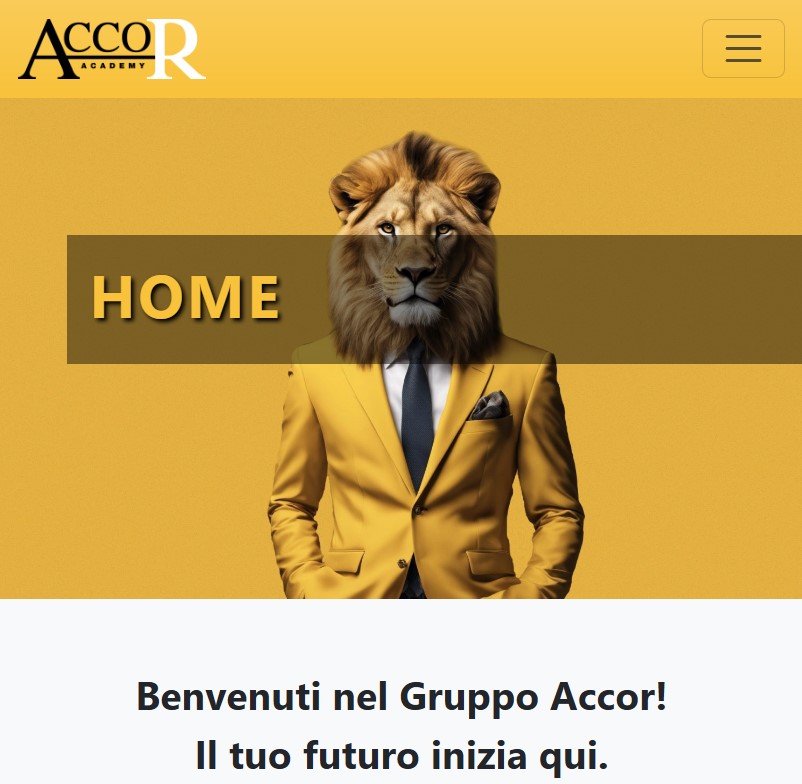 ACCOR
ACADEMY
HOME
Benvenuti nel Gruppo Accor!
Il tuo futuro inizia qui.